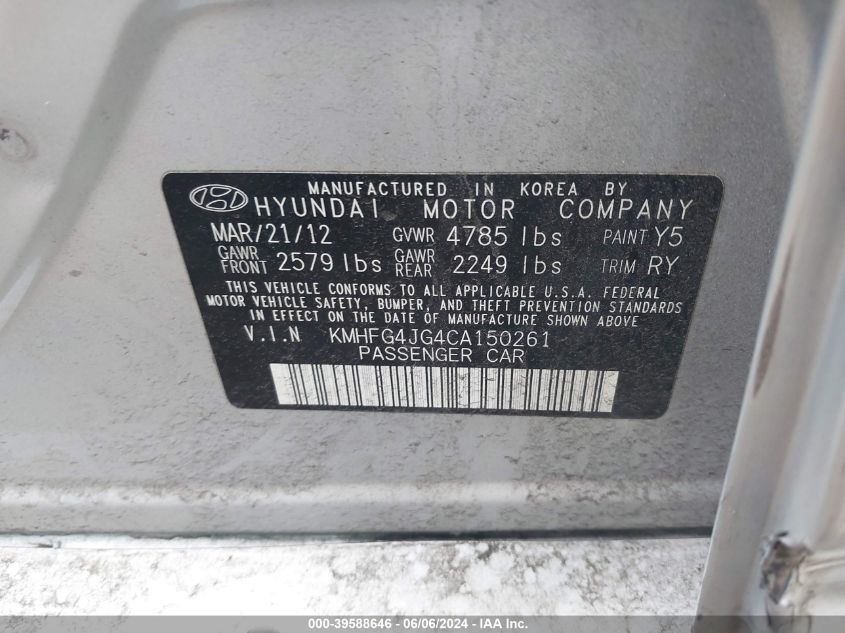 MANUFACTURED IN KOREA BY
HYUNDAI MOTOR COMPANY
MAR/21/12 GVWR 4785 lbs PAINT Y5
GAWR FRONT 2579 lbs GAWR REAR 2249 lbs TRIM RY
THIS VEHICLE CONFORMS TO ALL APPLICABLE U.S.A. FEDERAL
MOTOR VEHICLE SAFETY, BUMPER, AND THEFT PREVENTION STANDARDS
IN EFFECT ON THE DATE OF MANUFACTURE SHOWN ABOVE
V.I.N KMHFG4JG4CA150261
PASSENGER CAR
000-39588646 - 06/06/2024 - IAA Inc.